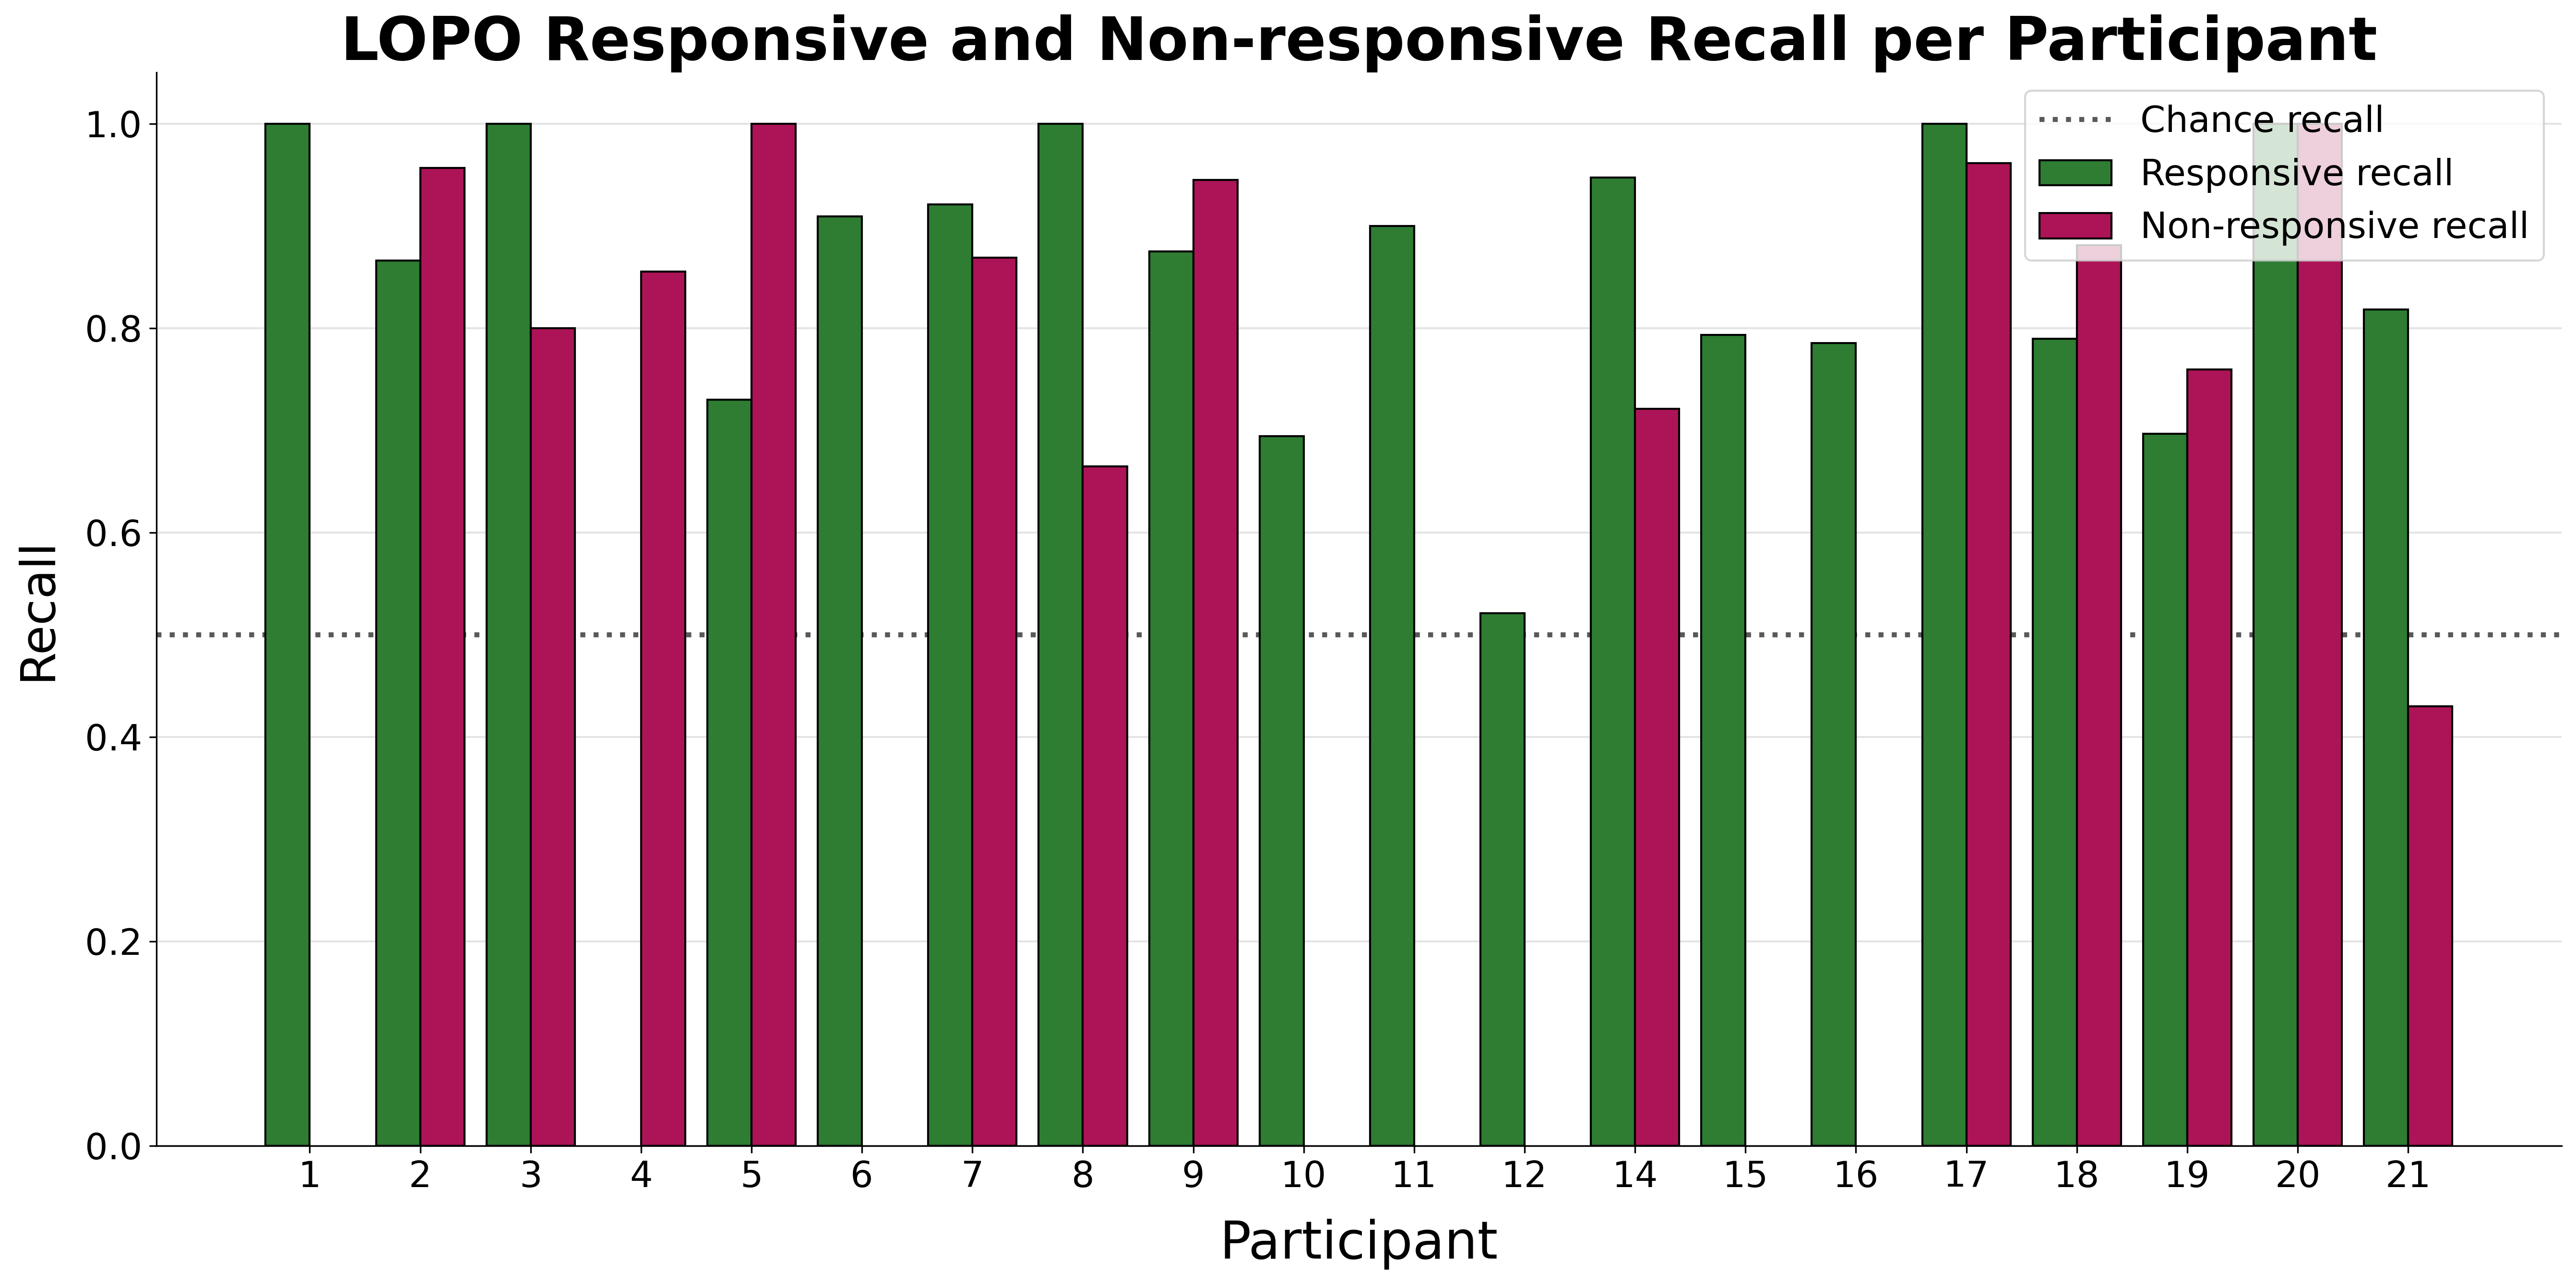 LOPO Responsive and Non-responsive Recall per Participant
Chance recall
Responsive recall
Non-responsive recall
1.0
0.8
0.6
0.4
0.2
0.0
Recall
1 2 3 4 5 6 7 8 9 10 11 12 14 15 16 17 18 19 20 21
Participant